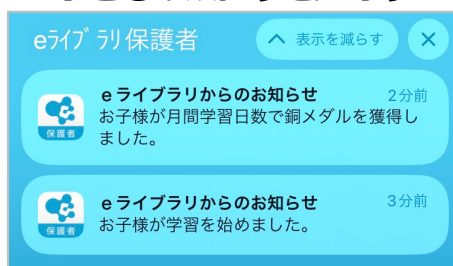 eライブラリ保護者
表示を減らす
eライブラリからのお知らせ
2分前
お子様が月間学習日数で銅メダルを獲得し
ました。
保護者
eライブラリからのお知らせ
3分前
お子様が学習を始めました。
保護者